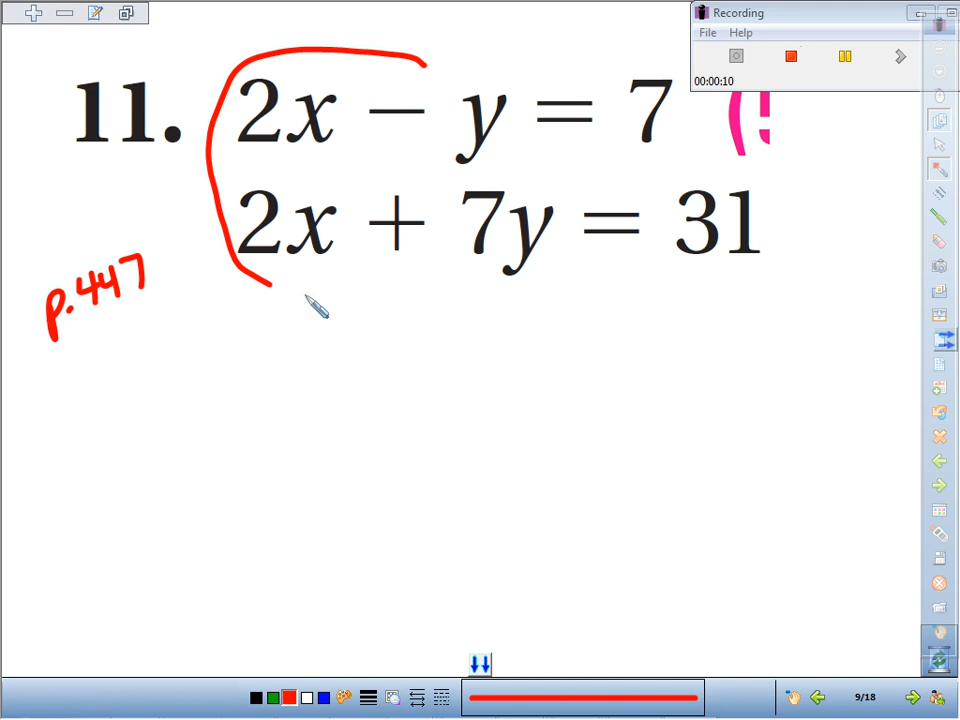 Recording
File Help
00:00:10
11. 2x − y = 7 (
2x + 7y = 31
p.447
9/18